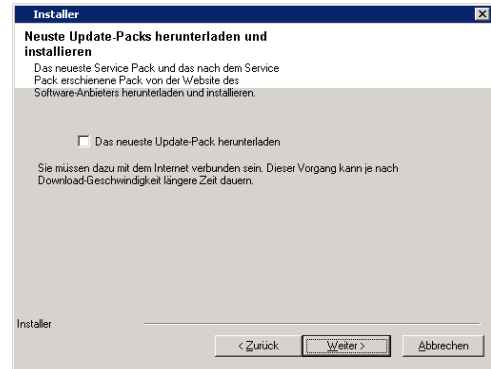 Installer
Neuste Update-Packs herunterladen und
installieren
Das neueste Service Pack und das nach dem Service
Pack erschienene Pack von der Website des
Software-Anbieters herunterladen und installieren.
Das neueste Update-Pack herunterladen
Sie müssen dazu mit dem Internet verbunden sein. Dieser Vorgang kann je nach
Download-Geschwindigkeit längere Zeit dauern.
Installer
< Zurück
Weiter >
Abbrechen